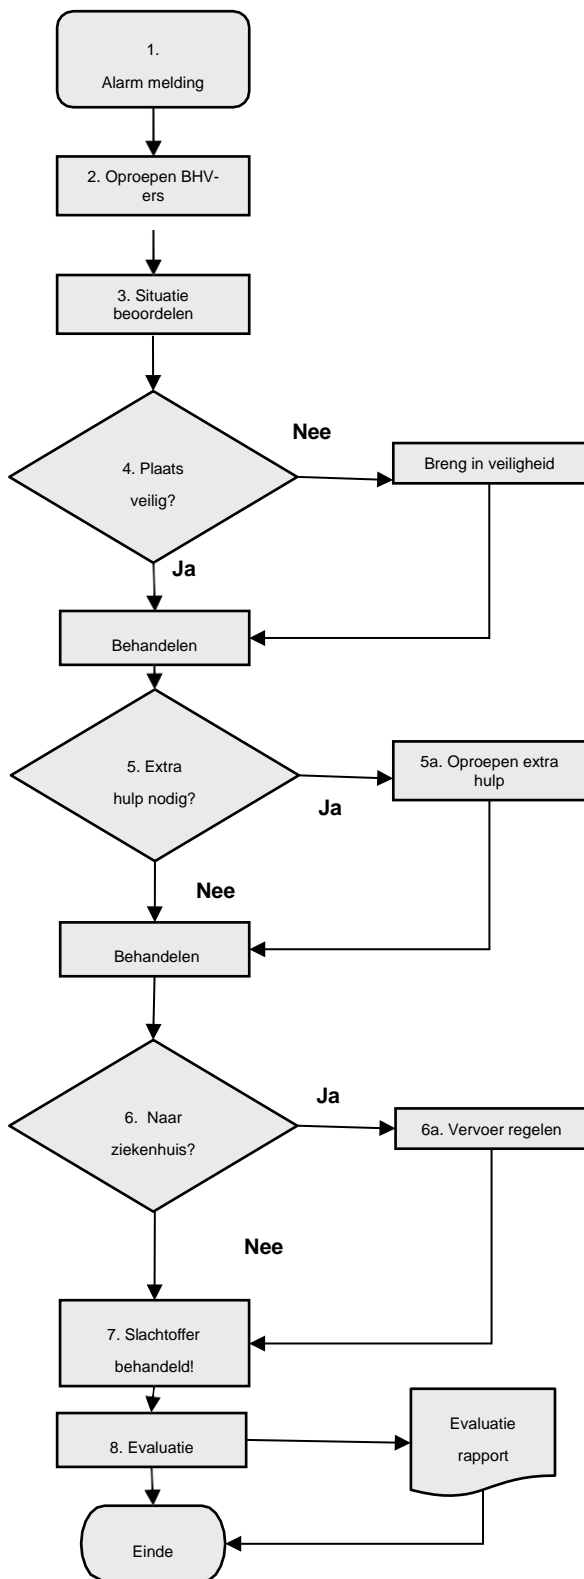 1.
Alarm melding
2. Oproepen BHV-
ers
3. Situatie
beoordelen
4. Plaats
veilig?
Nee
Breng in veiligheid
Ja
Behandelen
5. Extra
hulp nodig?
Ja
5a. Oproepen extra
hulp
Nee
Behandelen
6. Naar
ziekenhuis?
Ja
6a. Vervoer regelen
Nee
7. Slachtoffer
behandeld!
8. Evaluatie
Evaluatie
rapport
Einde